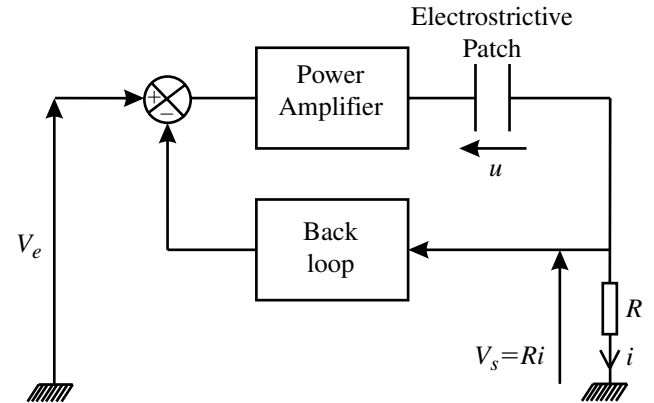 Electrostrictive
Patch
Power
Amplifier
+
−
u
Back
loop
V_e
V_s=Ri
R
i